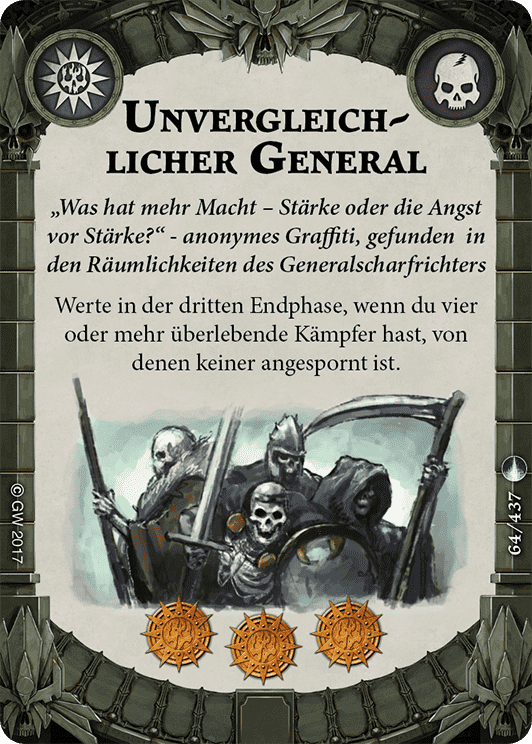 Unvergleich~
licher General
„Was hat mehr Macht – Stärke oder die Angst
vor Stärke?“ - anonymes Graffiti, gefunden in
den Räumlichkeiten des Generalscharfrichters
Werte in der dritten Endphase, wenn du vier
oder mehr überlebende Kämpfer hast, von
denen keiner angespornt ist.
© GW 2017
64/437